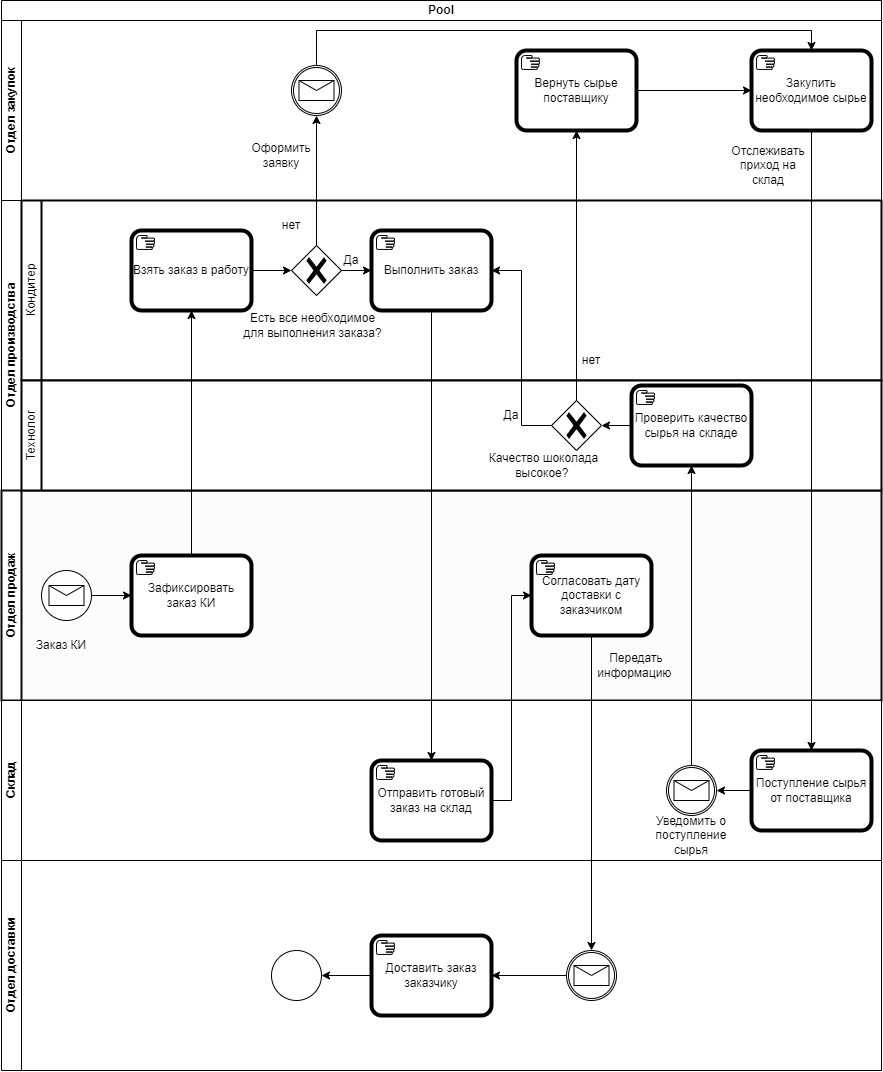 Pool
Отдел закупок
Вернуть сырье
поставщику
Закупить
необходимое сырье
Оформить
заявку
Отслеживать
приход на
склад
Отдел производства
Кондитер
нет
Взять заказ в работу
Да
Выполнить заказ
Есть все необходимое
для выполнения заказа?
нет
Технолог
Да
Проверить качество
сырья на складе
Качество шоколада
высокое?
Отдел продаж
Зафиксировать
заказ КИ
Согласовать дату
доставки с
заказчиком
Заказ КИ
Передать
информацию
Склад
Отправить готовый
заказ на склад
Поступление сырья
от поставщика
Уведомить о
поступление
сырья
Отдел доставки
Доставить заказ
заказчику